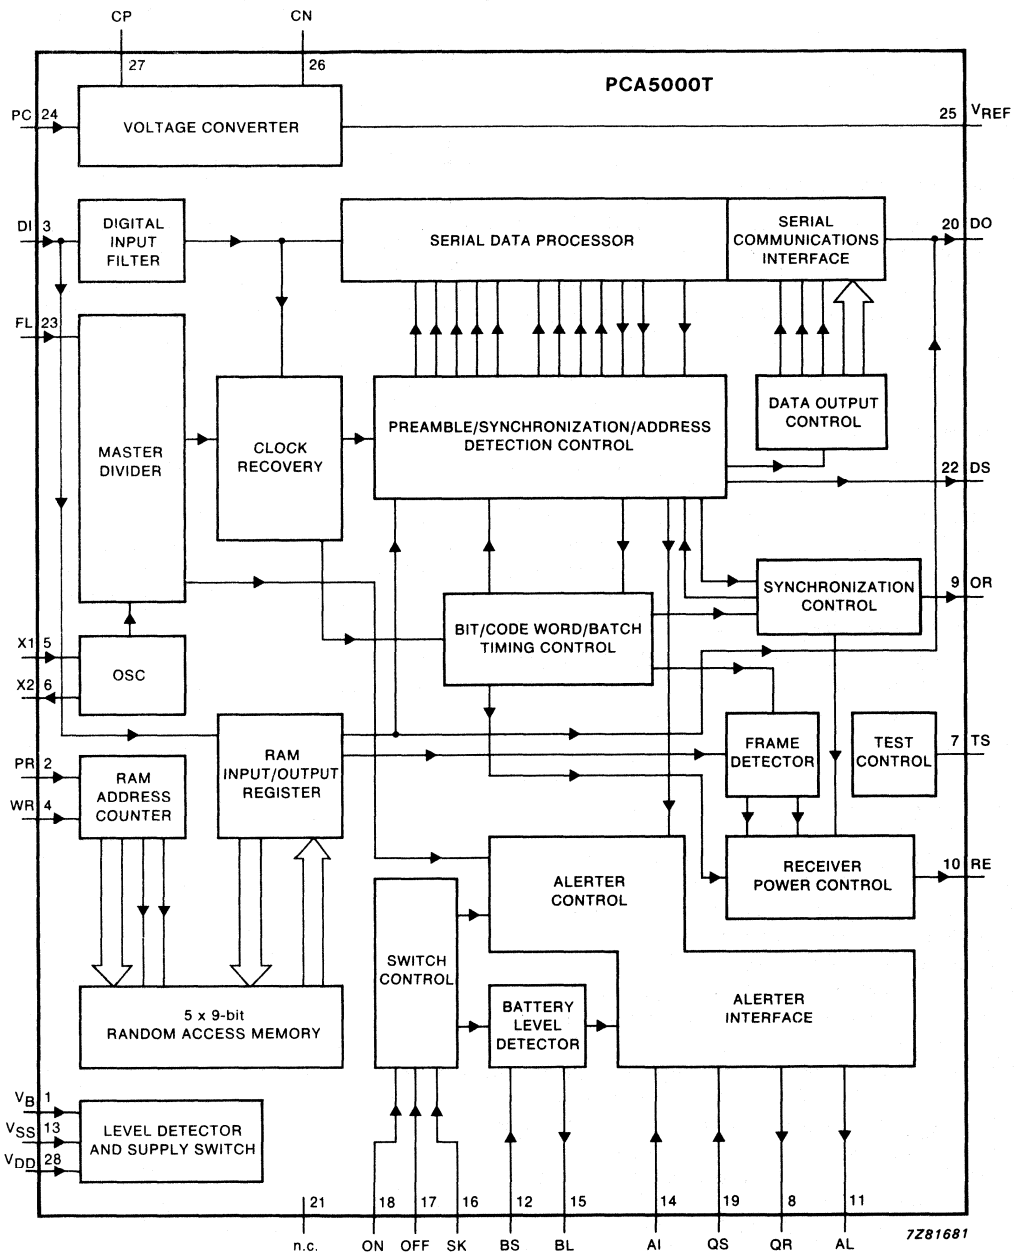 CP
CN
27
26
PCA5000T
PC 24
VOLTAGE CONVERTER
25 VREF
DI 3
DIGITAL
INPUT
FILTER
SERIAL DATA PROCESSOR
SERIAL
COMMUNICATIONS
INTERFACE
20 DO
FL 23
MASTER
DIVIDER
CLOCK
RECOVERY
PREAMBLE/SYNCHRONIZATION/ADDRESS
DETECTION CONTROL
DATA OUTPUT
CONTROL
22 DS
SYNCHRONIZATION
CONTROL
9 OR
BIT/CODE WORD/BATCH
TIMING CONTROL
X1 5
X2 6
OSC
RAM
INPUT/OUTPUT
REGISTER
FRAME
DETECTOR
TEST
CONTROL
7 TS
PR 2
WR 4
RAM
ADDRESS
COUNTER
RECEIVER
POWER CONTROL
10 RE
ALERTER
CONTROL
SWITCH
CONTROL
5 x 9-bit
RANDOM ACCESS MEMORY
BATTERY
LEVEL
DETECTOR
ALERTER
INTERFACE
VB 1
VSS 13
VDD 28
LEVEL DETECTOR
AND SUPPLY SWITCH
21
18
17
16
12
15
14
19
8
11
n.c.
ON
OFF
SK
BS
BL
AI
QS
QR
AL
7Z81681